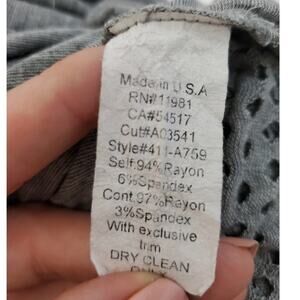 Made in U.S.A
RN#11981
CA#54517
Cut#A03541
Style#411-A759
Self:94%Rayon
6%Spandex
Cont:97%Rayon
3%Spandex
With exclusive
trim
DRY CLEAN